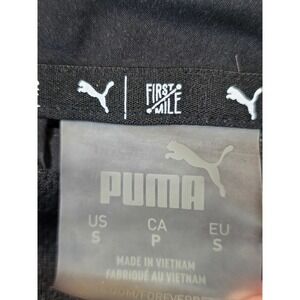 FIRST
MILE
PUMA
US CA EU
S P S
MADE IN VIETNAM
FABRIQUÉ AU VIETNAM